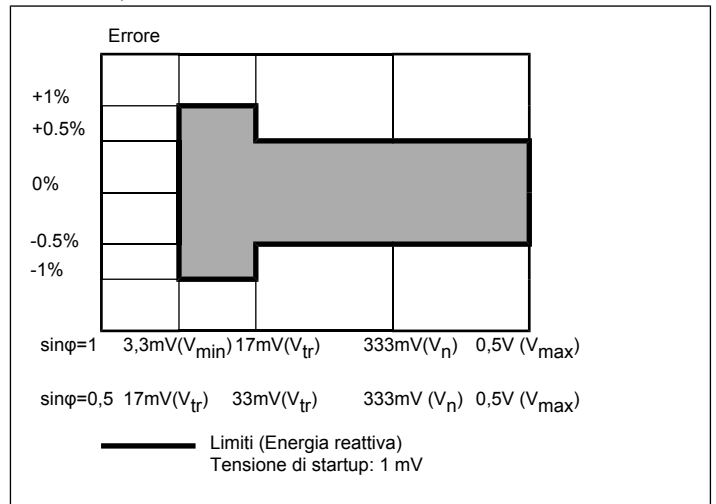 Errore
+1%
+0.5%
0%
-0.5%
-1%
sinφ=1 3,3mV(Vmin) 17mV(Vtr) 333mV(Vn) 0,5V (Vmax)
sinφ=0,5 17mV(Vtr) 33mV(Vtr) 333mV (Vn) 0,5V (Vmax)
Limiti (Energia reattiva)
Tensione di startup: 1 mV